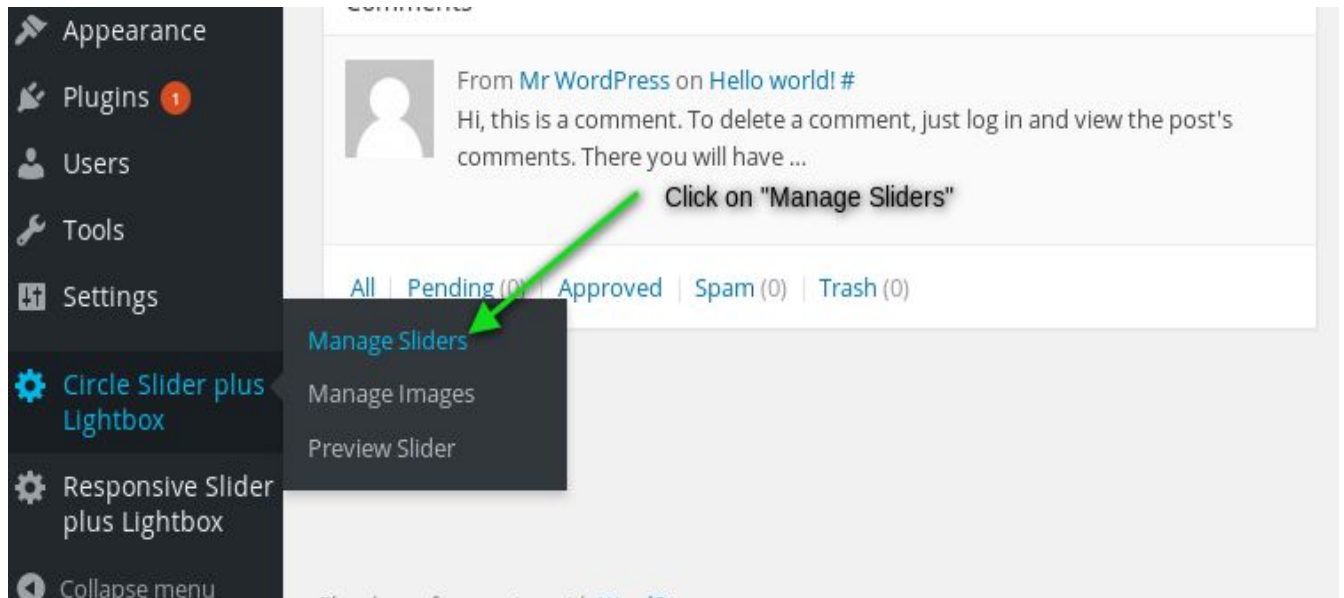 Comments
Appearance
Plugins 1
Users
Tools
Settings
Circle Slider plus
Lightbox
Responsive Slider
plus Lightbox
Collapse menu
From Mr WordPress on Hello world! #
Hi, this is a comment. To delete a comment, just log in and view the post's
comments. There you will have ...
Click on "Manage Sliders"
All | Pending (0) | Approved | Spam (0) | Trash (0)
Manage Sliders
Manage Images
Preview Slider